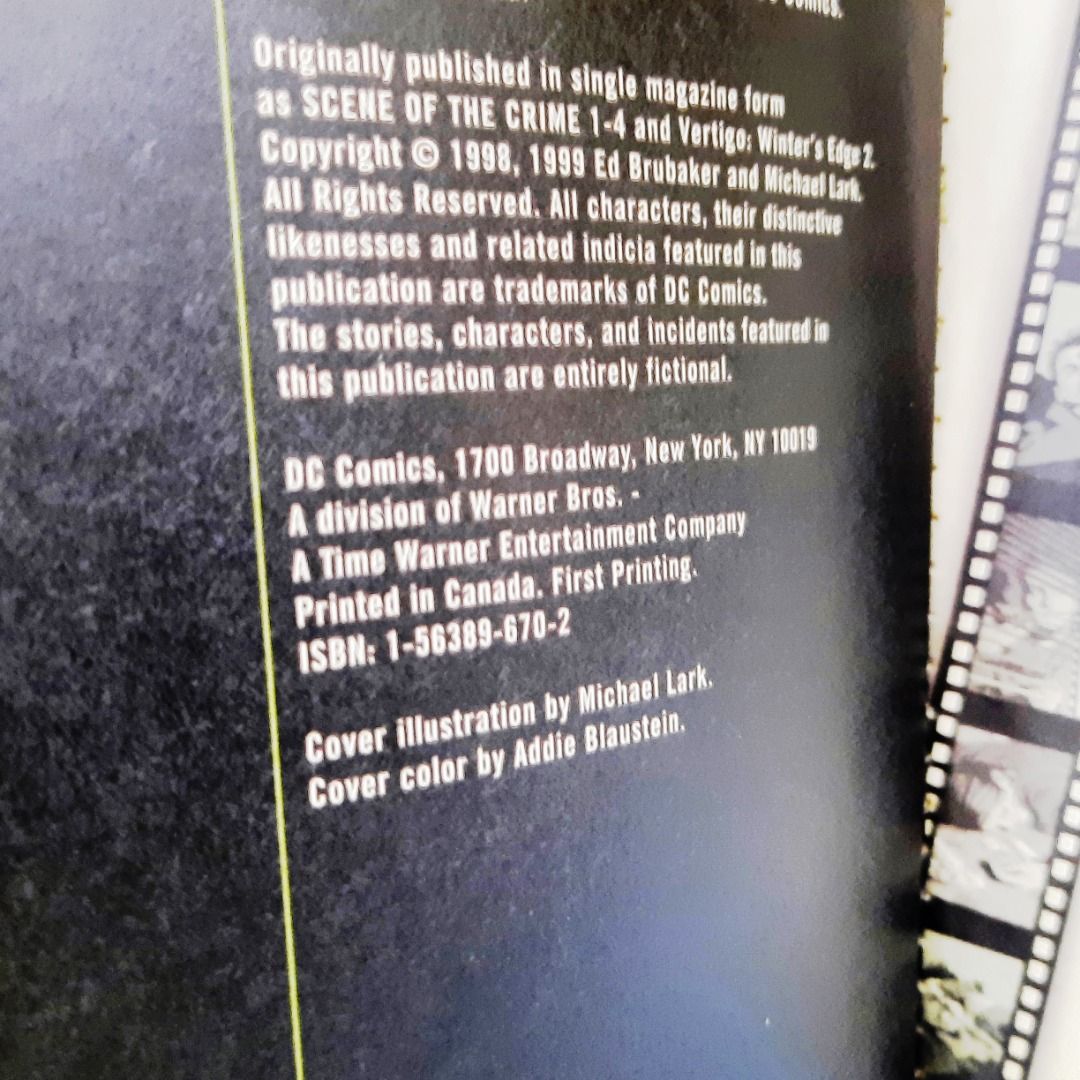 Comics.
Originally published in single magazine form
as SCENE OF THE CRIME 1-4 and Vertigo: Winter's Edge 2.
Copyright © 1998, 1999 Ed Brubaker and Michael Lark.
All Rights Reserved. All characters, their distinctive
likenesses and related indicia featured in this
publication are trademarks of DC Comics.
The stories, characters, and incidents featured in
this publication are entirely fictional.
DC Comics, 1700 Broadway, New York, NY 10019
A division of Warner Bros. -
A Time Warner Entertainment Company
Printed in Canada. First Printing.
ISBN: 1-56389-670-2
Cover illustration by Michael Lark.
Cover color by Addie Blaustein.